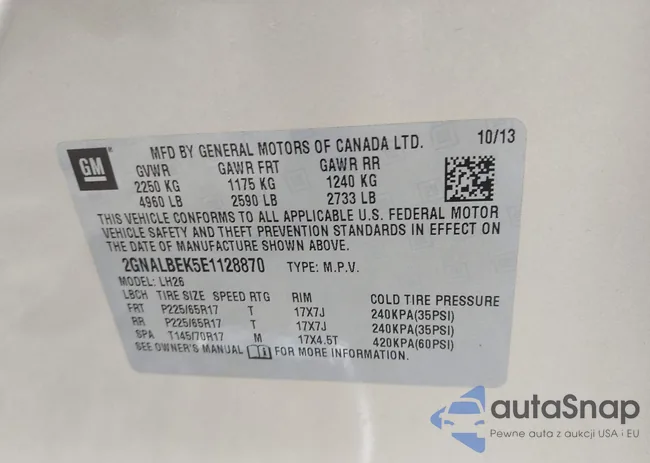 GM
MFD BY GENERAL MOTORS OF CANADA LTD. 10/13
GVWR GAWR FRT GAWR RR
2250 KG 1175 KG 1240 KG
4960 LB 2590 LB 2733 LB
THIS VEHICLE CONFORMS TO ALL APPLICABLE U.S. FEDERAL MOTOR
VEHICLE SAFETY AND THEFT PREVENTION STANDARDS IN EFFECT ON
THE DATE OF MANUFACTURE SHOWN ABOVE.
2GNALBEK5E1128870 TYPE: M.P.V.
MODEL: LH26
LBCH TIRE SIZE SPEED RTG RIM COLD TIRE PRESSURE
FRT P225/65R17 T 17X7J 240KPA(35PSI)
RR P225/65R17 T 17X7J 240KPA(35PSI)
SPA T145/70R17 M 17X4.5T 420KPA(60PSI)
SEE OWNER'S MANUAL FOR MORE INFORMATION.
autaSnap
Pewne auta z aukcji USA i EU